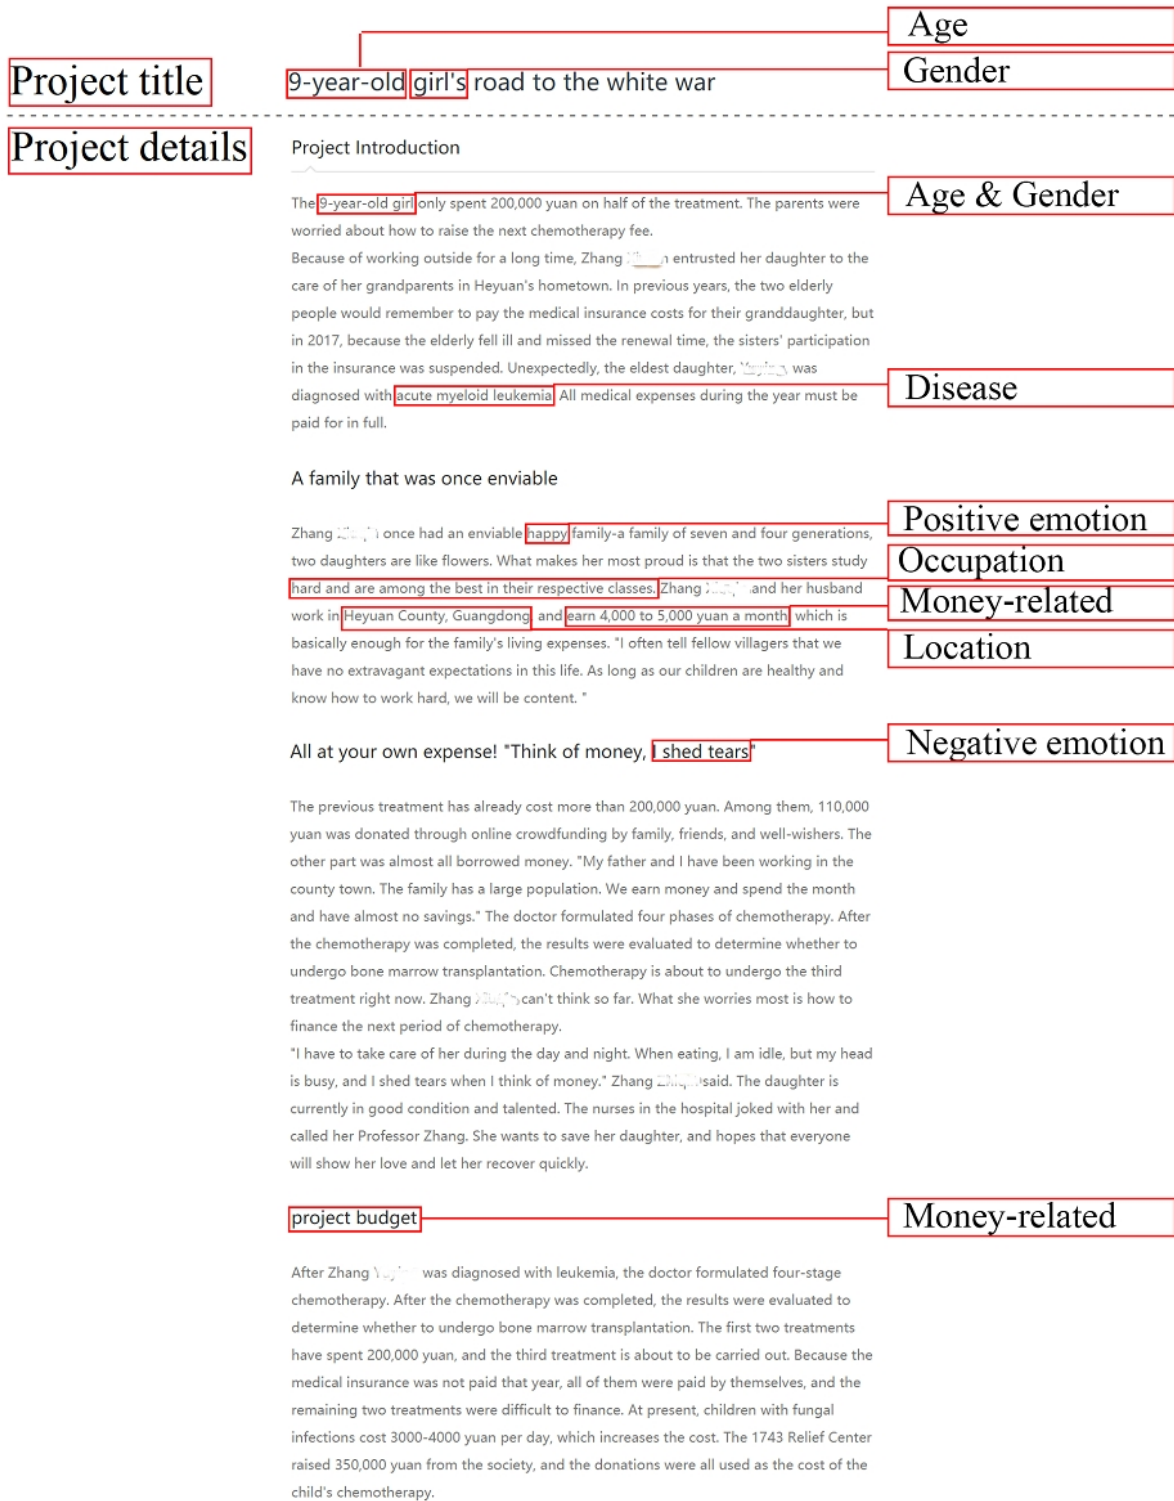 Age
Project title
9-year-old girl's road to the white war
Gender
Project details
Project Introduction
The 9-year-old girl only spent 200,000 yuan on half of the treatment. The parents were
Age & Gender
worried about how to raise the next chemotherapy fee.
Because of working outside for a long time, Zhang entrusted her daughter to the
care of her grandparents in Heyuan's hometown. In previous years, the two elderly
people would remember to pay the medical insurance costs for their granddaughter, but
in 2017, because the elderly fell ill and missed the renewal time, the sisters' participation
in the insurance was suspended. Unexpectedly, the eldest daughter, was
diagnosed with acute myeloid leukemia All medical expenses during the year must be
Disease
paid for in full.
A family that was once enviable
Zhang once had an enviable happy family-a family of seven and four generations,
Positive emotion
two daughters are like flowers. What makes her most proud is that the two sisters study
Occupation
hard and are among the best in their respective classes. Zhang and her husband
Money-related
work in Heyuan County, Guangdong and earn 4,000 to 5,000 yuan a month which is
Location
basically enough for the family's living expenses. "I often tell fellow villagers that we
have no extravagant expectations in this life. As long as our children are healthy and
know how to work hard, we will be content. "
All at your own expense! "Think of money, I shed tears"
Negative emotion
The previous treatment has already cost more than 200,000 yuan. Among them, 110,000
yuan was donated through online crowdfunding by family, friends, and well-wishers. The
other part was almost all borrowed money. "My father and I have been working in the
county town. The family has a large population. We earn money and spend the month
and have almost no savings." The doctor formulated four phases of chemotherapy. After
the chemotherapy was completed, the results were evaluated to determine whether to
undergo bone marrow transplantation. Chemotherapy is about to undergo the third
treatment right now. Zhang can't think so far. What she worries most is how to
finance the next period of chemotherapy.
"I have to take care of her during the day and night. When eating, I am idle, but my head
is busy, and I shed tears when I think of money." Zhang said. The daughter is
currently in good condition and talented. The nurses in the hospital joked with her and
called her Professor Zhang. She wants to save her daughter, and hopes that everyone
will show her love and let her recover quickly.
project budget
Money-related
After Zhang was diagnosed with leukemia, the doctor formulated four-stage
chemotherapy. After the chemotherapy was completed, the results were evaluated to
determine whether to undergo bone marrow transplantation. The first two treatments
have spent 200,000 yuan, and the third treatment is about to be carried out. Because the
medical insurance was not paid that year, all of them were paid by themselves, and the
remaining two treatments were difficult to finance. At present, children with fungal
infections cost 3000-4000 yuan per day, which increases the cost. The 1743 Relief Center
raised 350,000 yuan from the society, and the donations were all used as the cost of the
child's chemotherapy.